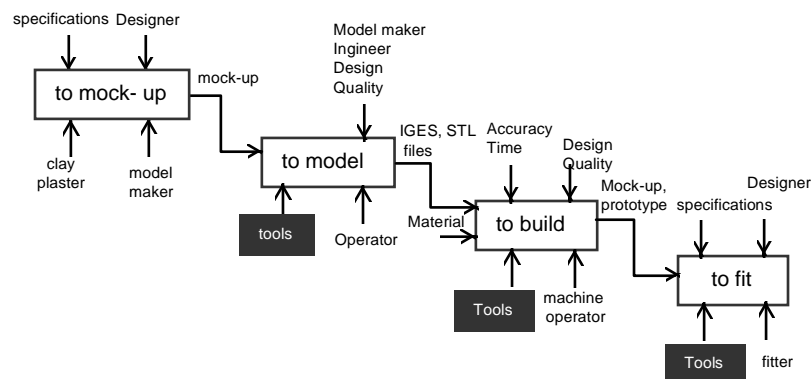 specifications
Designer
to mock- up
mock-up
clay
plaster
model
maker
Model maker
Ingineer
Design
Quality
to model
IGES, STL
files
tools
Operator
Accuracy
Time
Design
Quality
Material
to build
Mock-up,
prototype
Tools
machine
operator
specifications
Designer
to fit
Tools
fitter